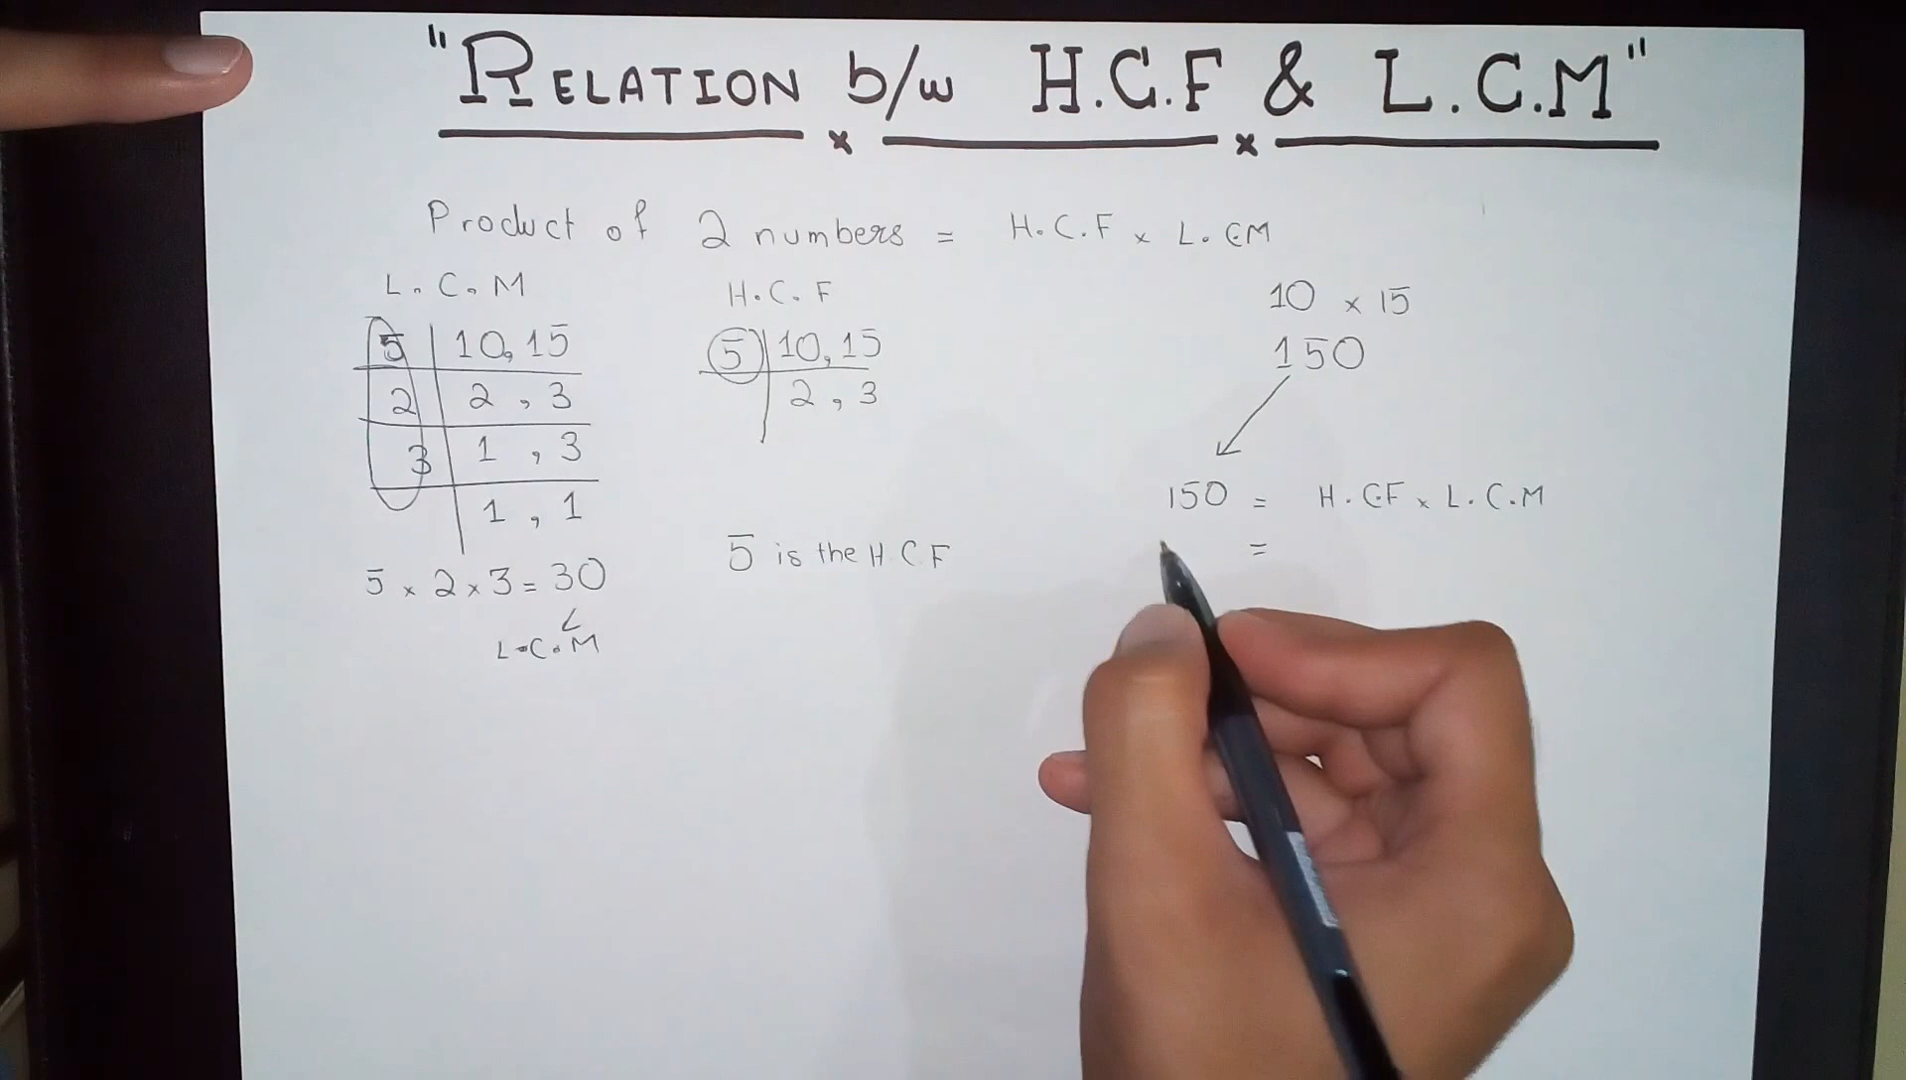 "RELATION b/w H.C.F & L.C.M"
x x
Product of 2 numbers = H.C.F x L.CM
L.C.M
5 | 10, 15
2 | 2, 3
3 | 1, 3
1, 1
5 x 2 x 3 = 30
L.C.M
H.C.F
5 | 10, 15
2, 3
5 is the H.C.F
10 x 15
150
150 = H.C.F x L.C.M
=